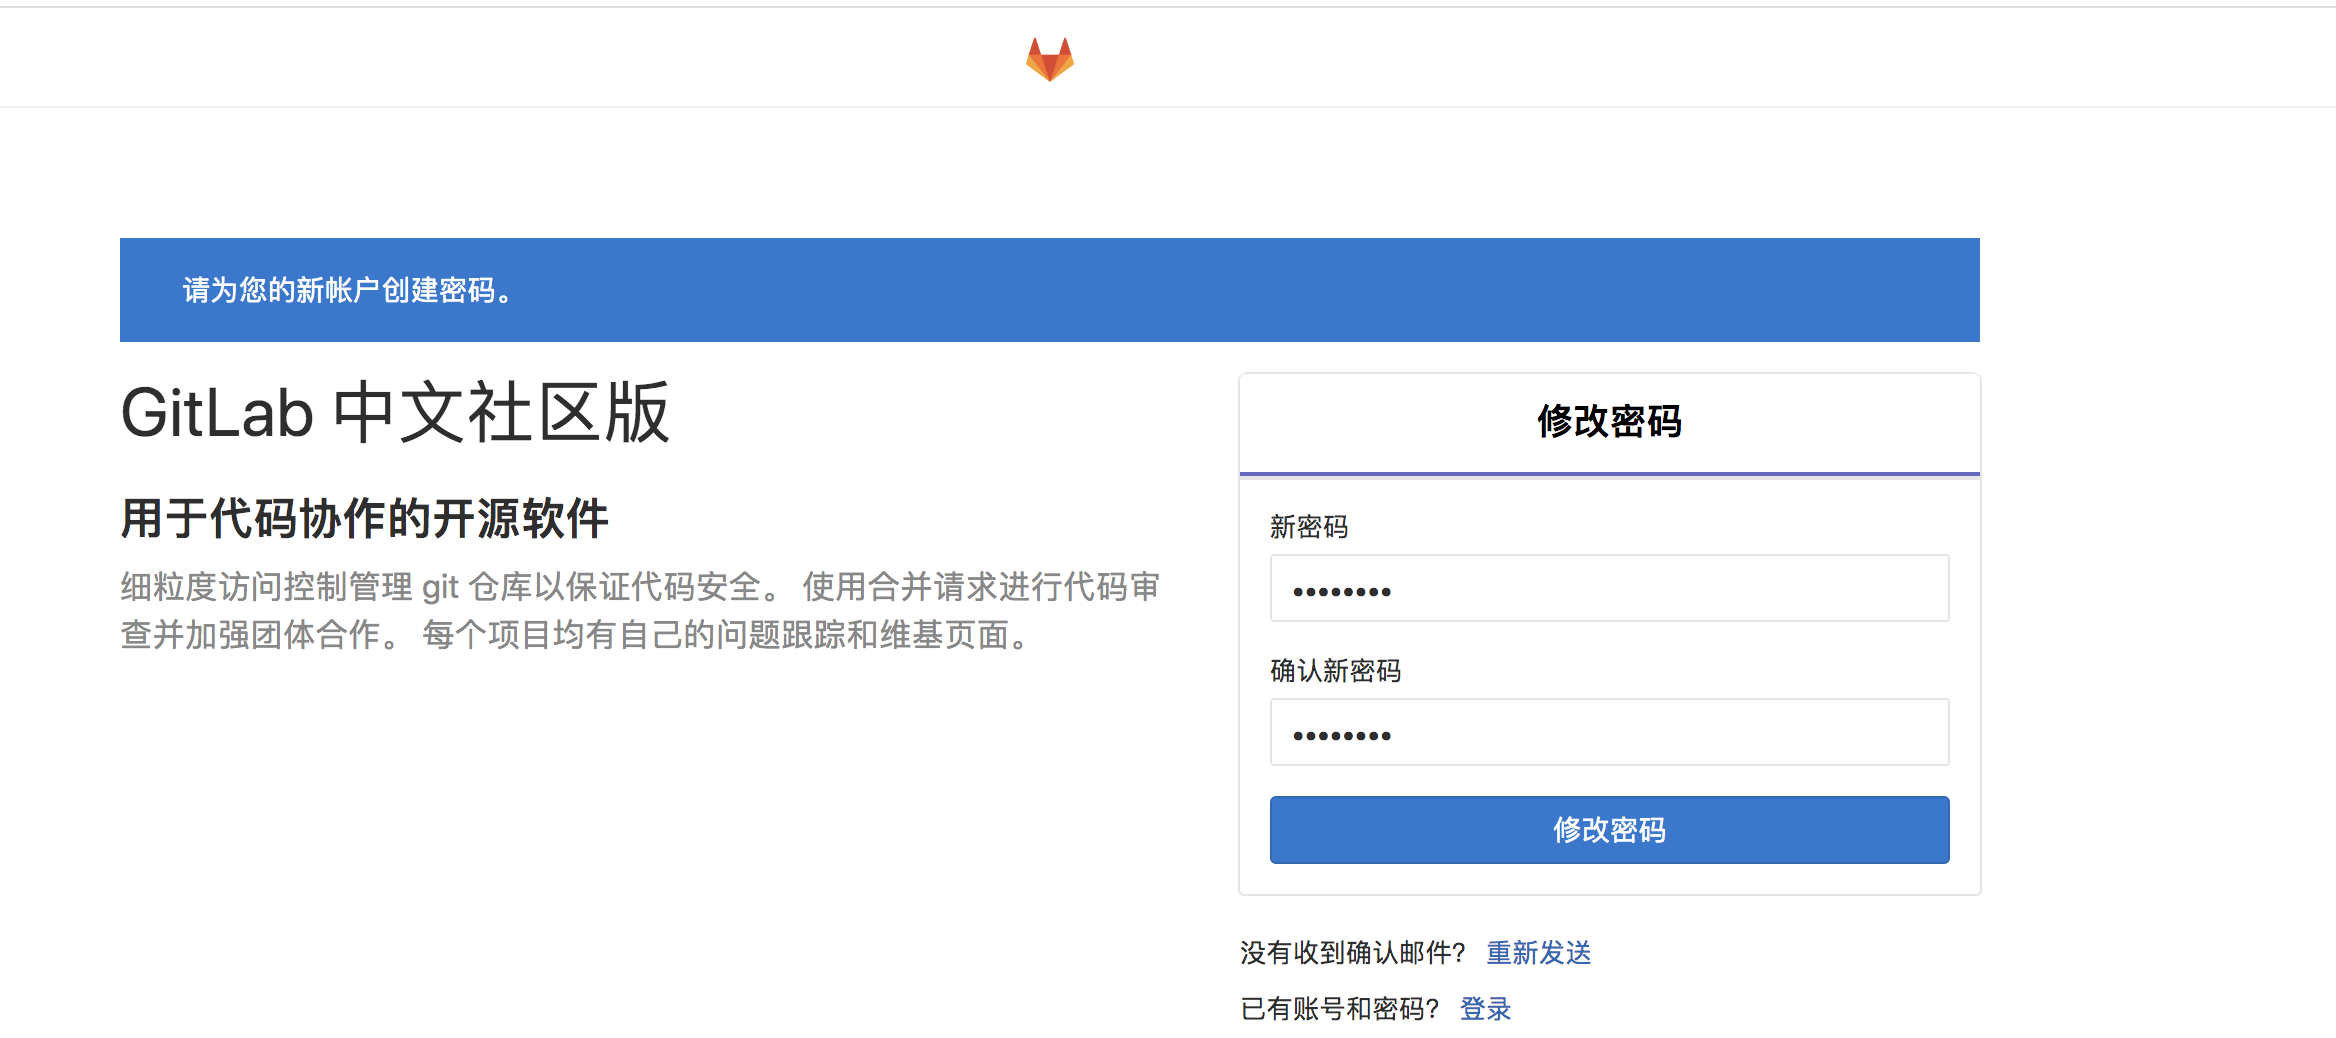 请为您的新帐户创建密码。
GitLab 中文社区版
用于代码协作的开源软件
细粒度访问控制管理 git 仓库以保证代码安全。 使用合并请求进行代码审
查并加强团体合作。 每个项目均有自己的问题跟踪和维基页面。
修改密码
新密码
••••••••
确认新密码
••••••••
修改密码
没有收到确认邮件? 重新发送
已有账号和密码? 登录